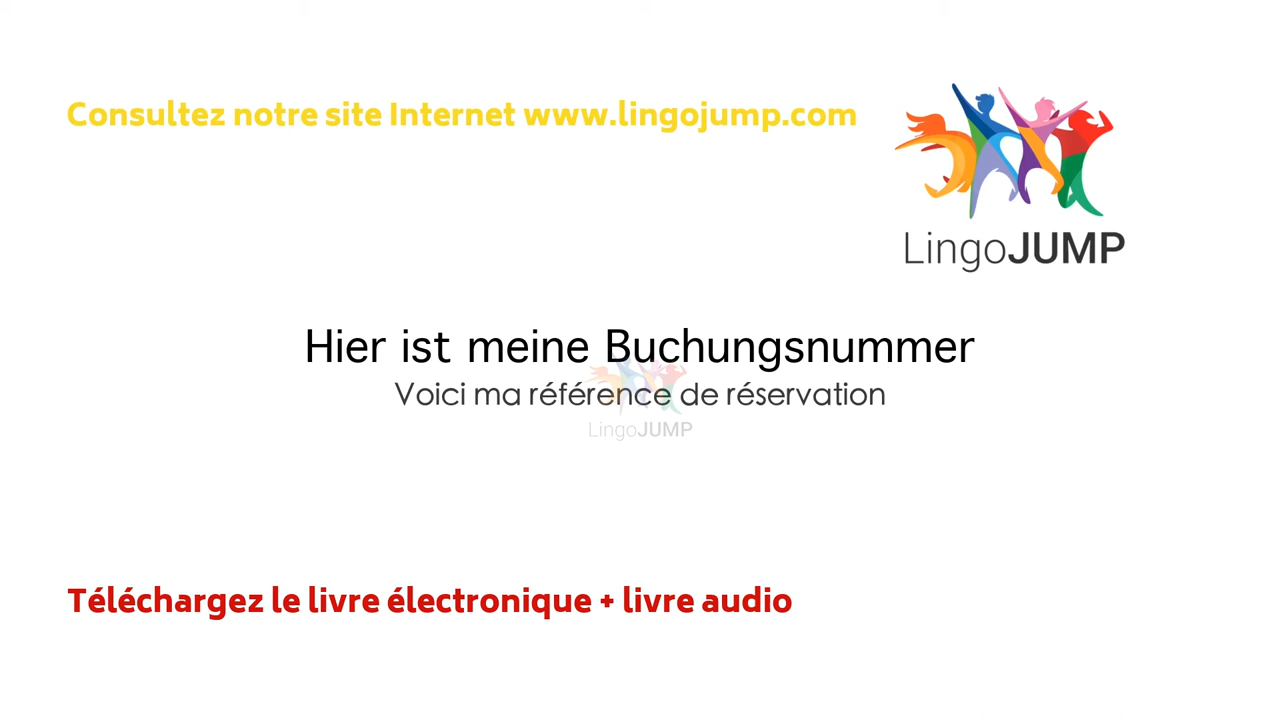 Consultez notre site Internet www.lingojump.com
LingoJUMP
Hier ist meine Buchungsnummer
Voici ma référence de réservation
LingoJUMP
Téléchargez le livre électronique + livre audio